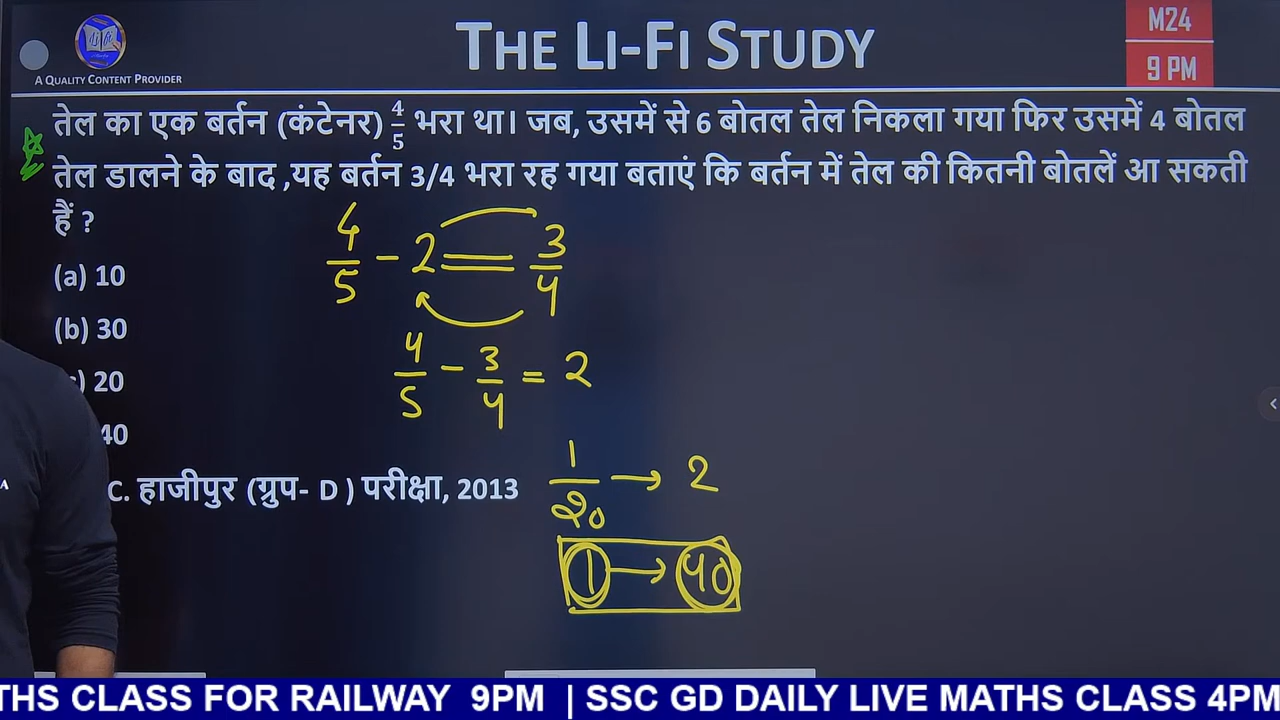 THE LI-FI STUDY
A QUALITY CONTENT PROVIDER
M24
9 PM
तेल का एक बर्तन (कंटेनर) 4/5 भरा था। जब, उसमें से 6 बोतल तेल निकला गया फिर उसमें 4 बोतल
तेल डालने के बाद ,यह बर्तन 3/4 भरा रह गया बताएं कि बर्तन में तेल की कितनी बोतलें आ सकती
हैं ?
(a) 10
(b) 30
) 20
40
C. हाजीपुर (ग्रुप- D ) परीक्षा, 2013
4/5 - 2 = 3/4
4/5 - 3/4 = 2
1/20 → 2
1 → 40
THS CLASS FOR RAILWAY 9PM | SSC GD DAILY LIVE MATHS CLASS 4PM